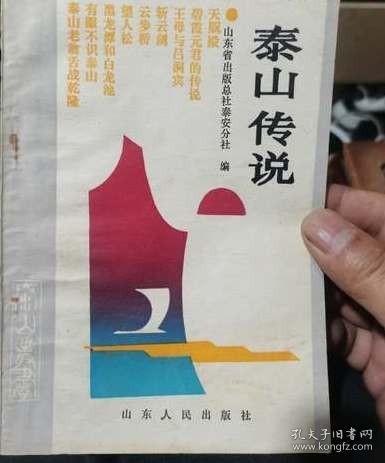 泰山传说
山东省出版总社泰安分社 编
天贶殿
碧霞元君的传说
王母与吕洞宾
斩云剑
云步桥
望人松
黑龙潭和白龙池
有眼不识泰山
泰山老翁舌战乾隆
山东人民出版社
孔夫子旧书网
www.kongfz.com